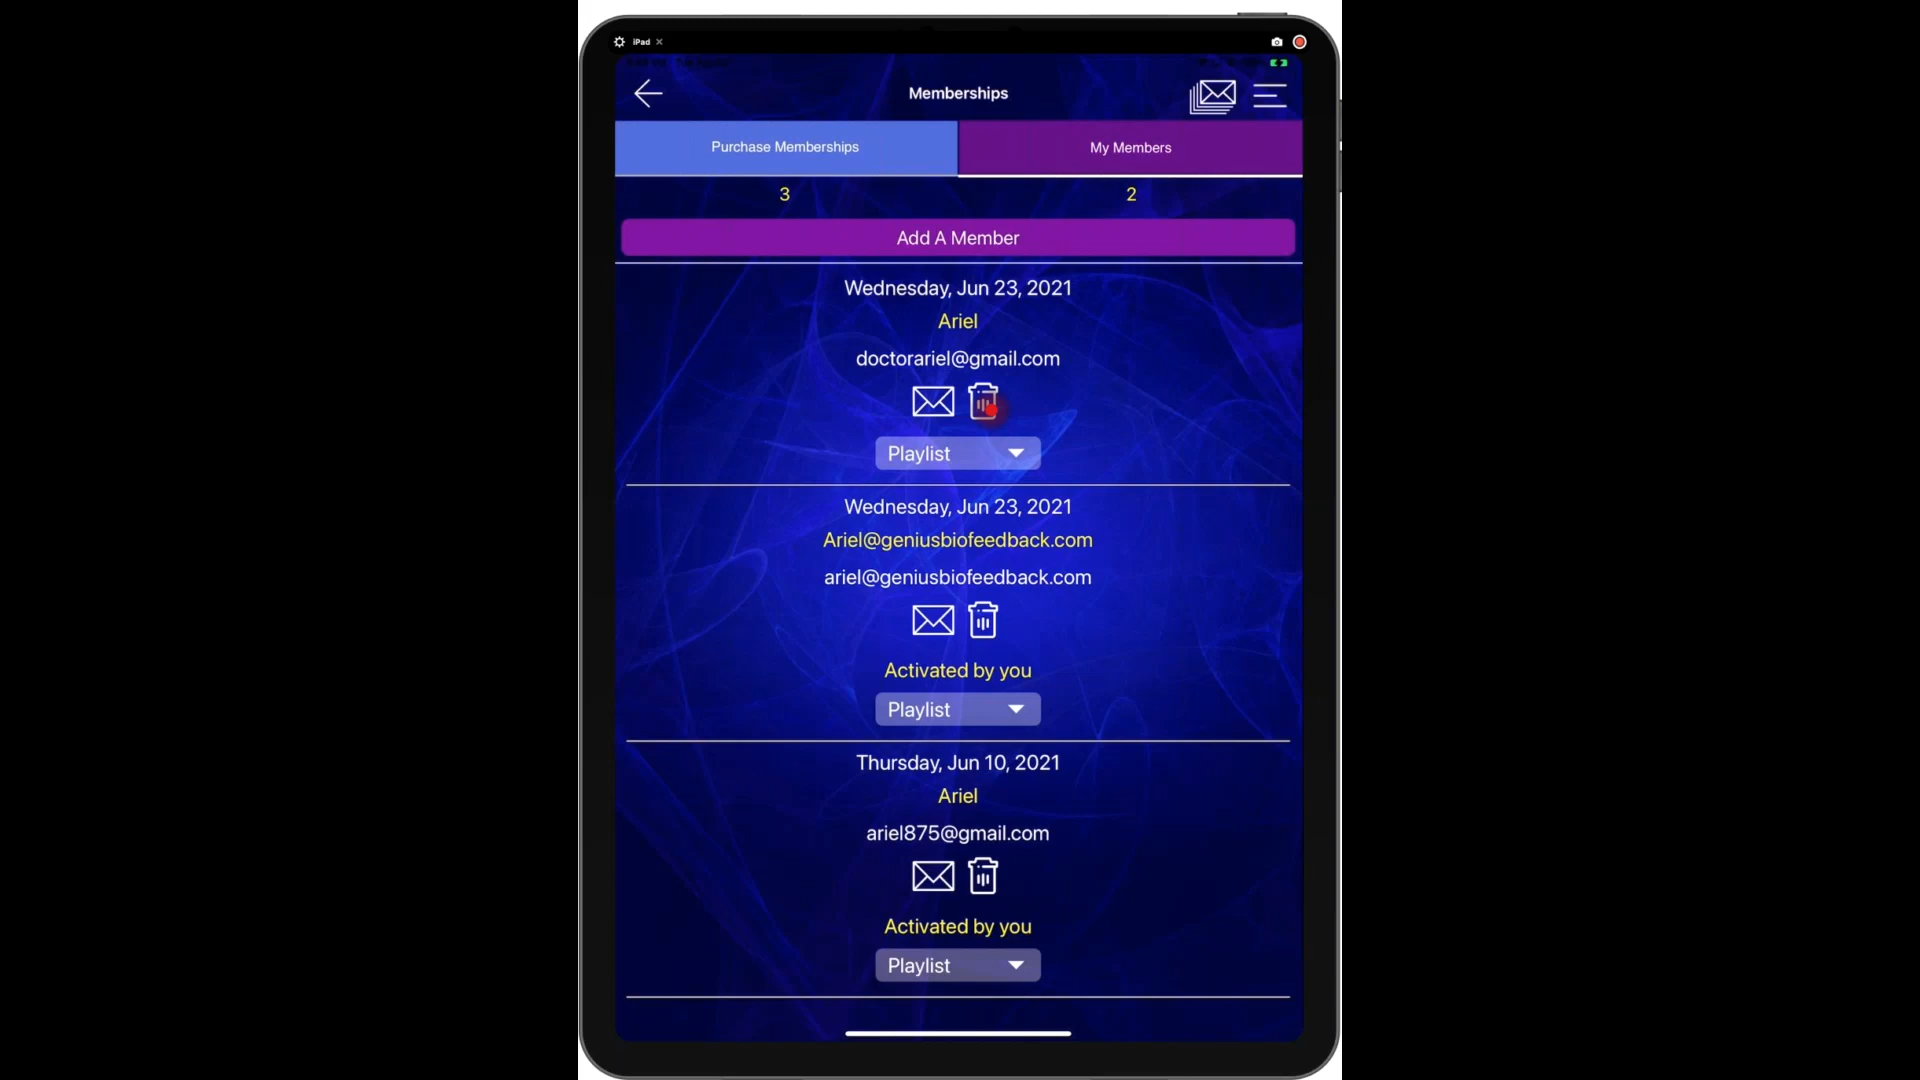 iPad
Memberships
Purchase Memberships
My Members
3
2
Add A Member
Wednesday, Jun 23, 2021
Ariel
doctorariel@gmail.com
Playlist
Wednesday, Jun 23, 2021
Ariel@geniusbiofeedback.com
ariel@geniusbiofeedback.com
Activated by you
Playlist
Thursday, Jun 10, 2021
Ariel
ariel875@gmail.com
Activated by you
Playlist